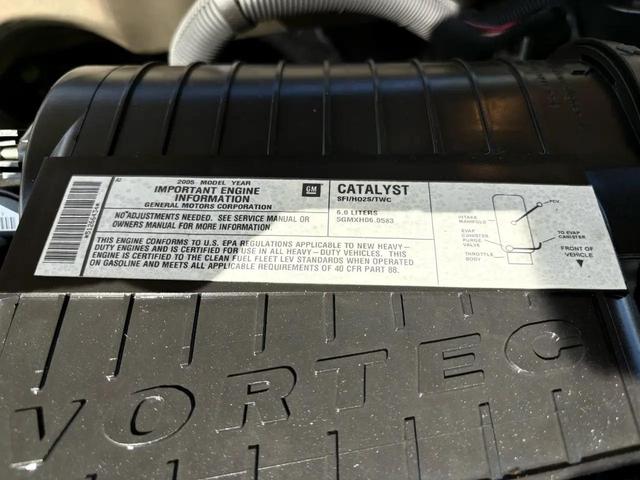 2005 MODEL YEAR
IMPORTANT ENGINE
INFORMATION
GENERAL MOTORS CORPORATION
NO ADJUSTMENTS NEEDED. SEE SERVICE MANUAL OR
OWNERS MANUAL FOR MORE INFORMATION
THIS ENGINE CONFORMS TO U.S. EPA REGULATIONS APPLICABLE TO NEW HEAVY-
DUTY ENGINES AND IS CERTIFIED FOR USE IN ALL HEAVY-DUTY VEHICLES. THIS
ENGINE IS CERTIFIED TO THE CLEAN FUEL FLEET LEV STANDARDS WHEN OPERATED
ON GASOLINE AND MEETS ALL APPLICABLE REQUIREMENTS OF 40 CFR PART 88.
GM
CATALYST
SFI/HO2S/TWC
6.0 LITERS
5GMXH06.0583
PCV
INTAKE
MANIFOLD
EVAP
CANISTER
PURGE
VALVE
THROTTLE
BODY
TO EVAP
CANISTER
FRONT OF
VEHICLE
VORTEC